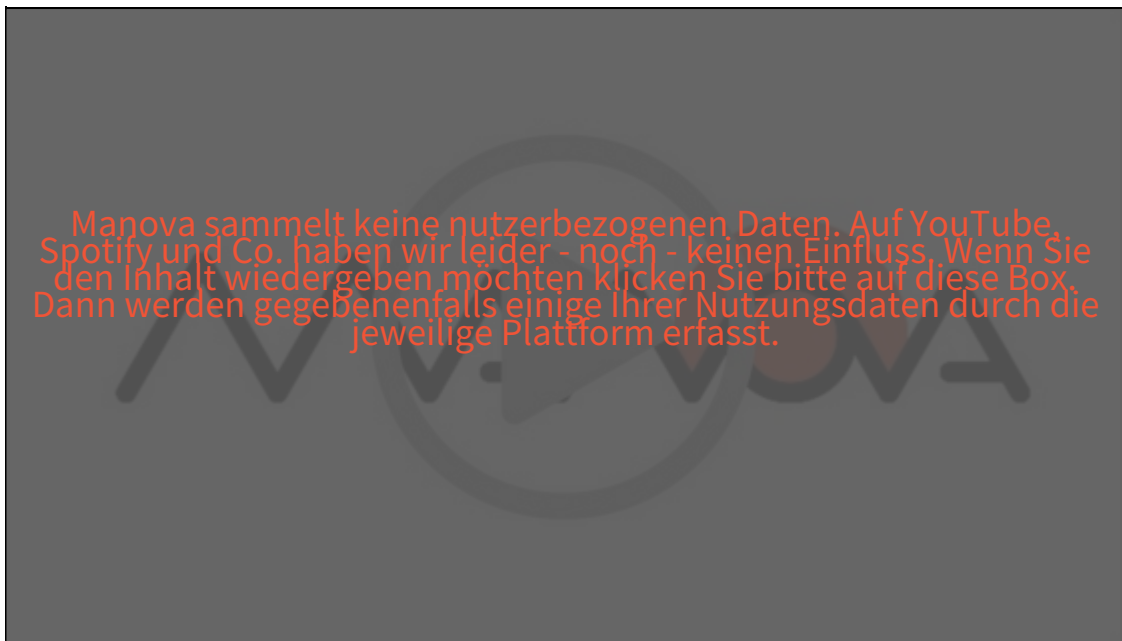 Manova sammelt keine nutzerbezogenen Daten. Auf YouTube,
Spotify und Co. haben wir leider - noch - keinen Einfluss. Wenn Sie
den Inhalt wiedergeben möchten klicken Sie bitte auf diese Box.
Dann werden gegebenenfalls einige Ihrer Nutzungsdaten durch die
jeweilige Plattform erfasst.
MANOVA